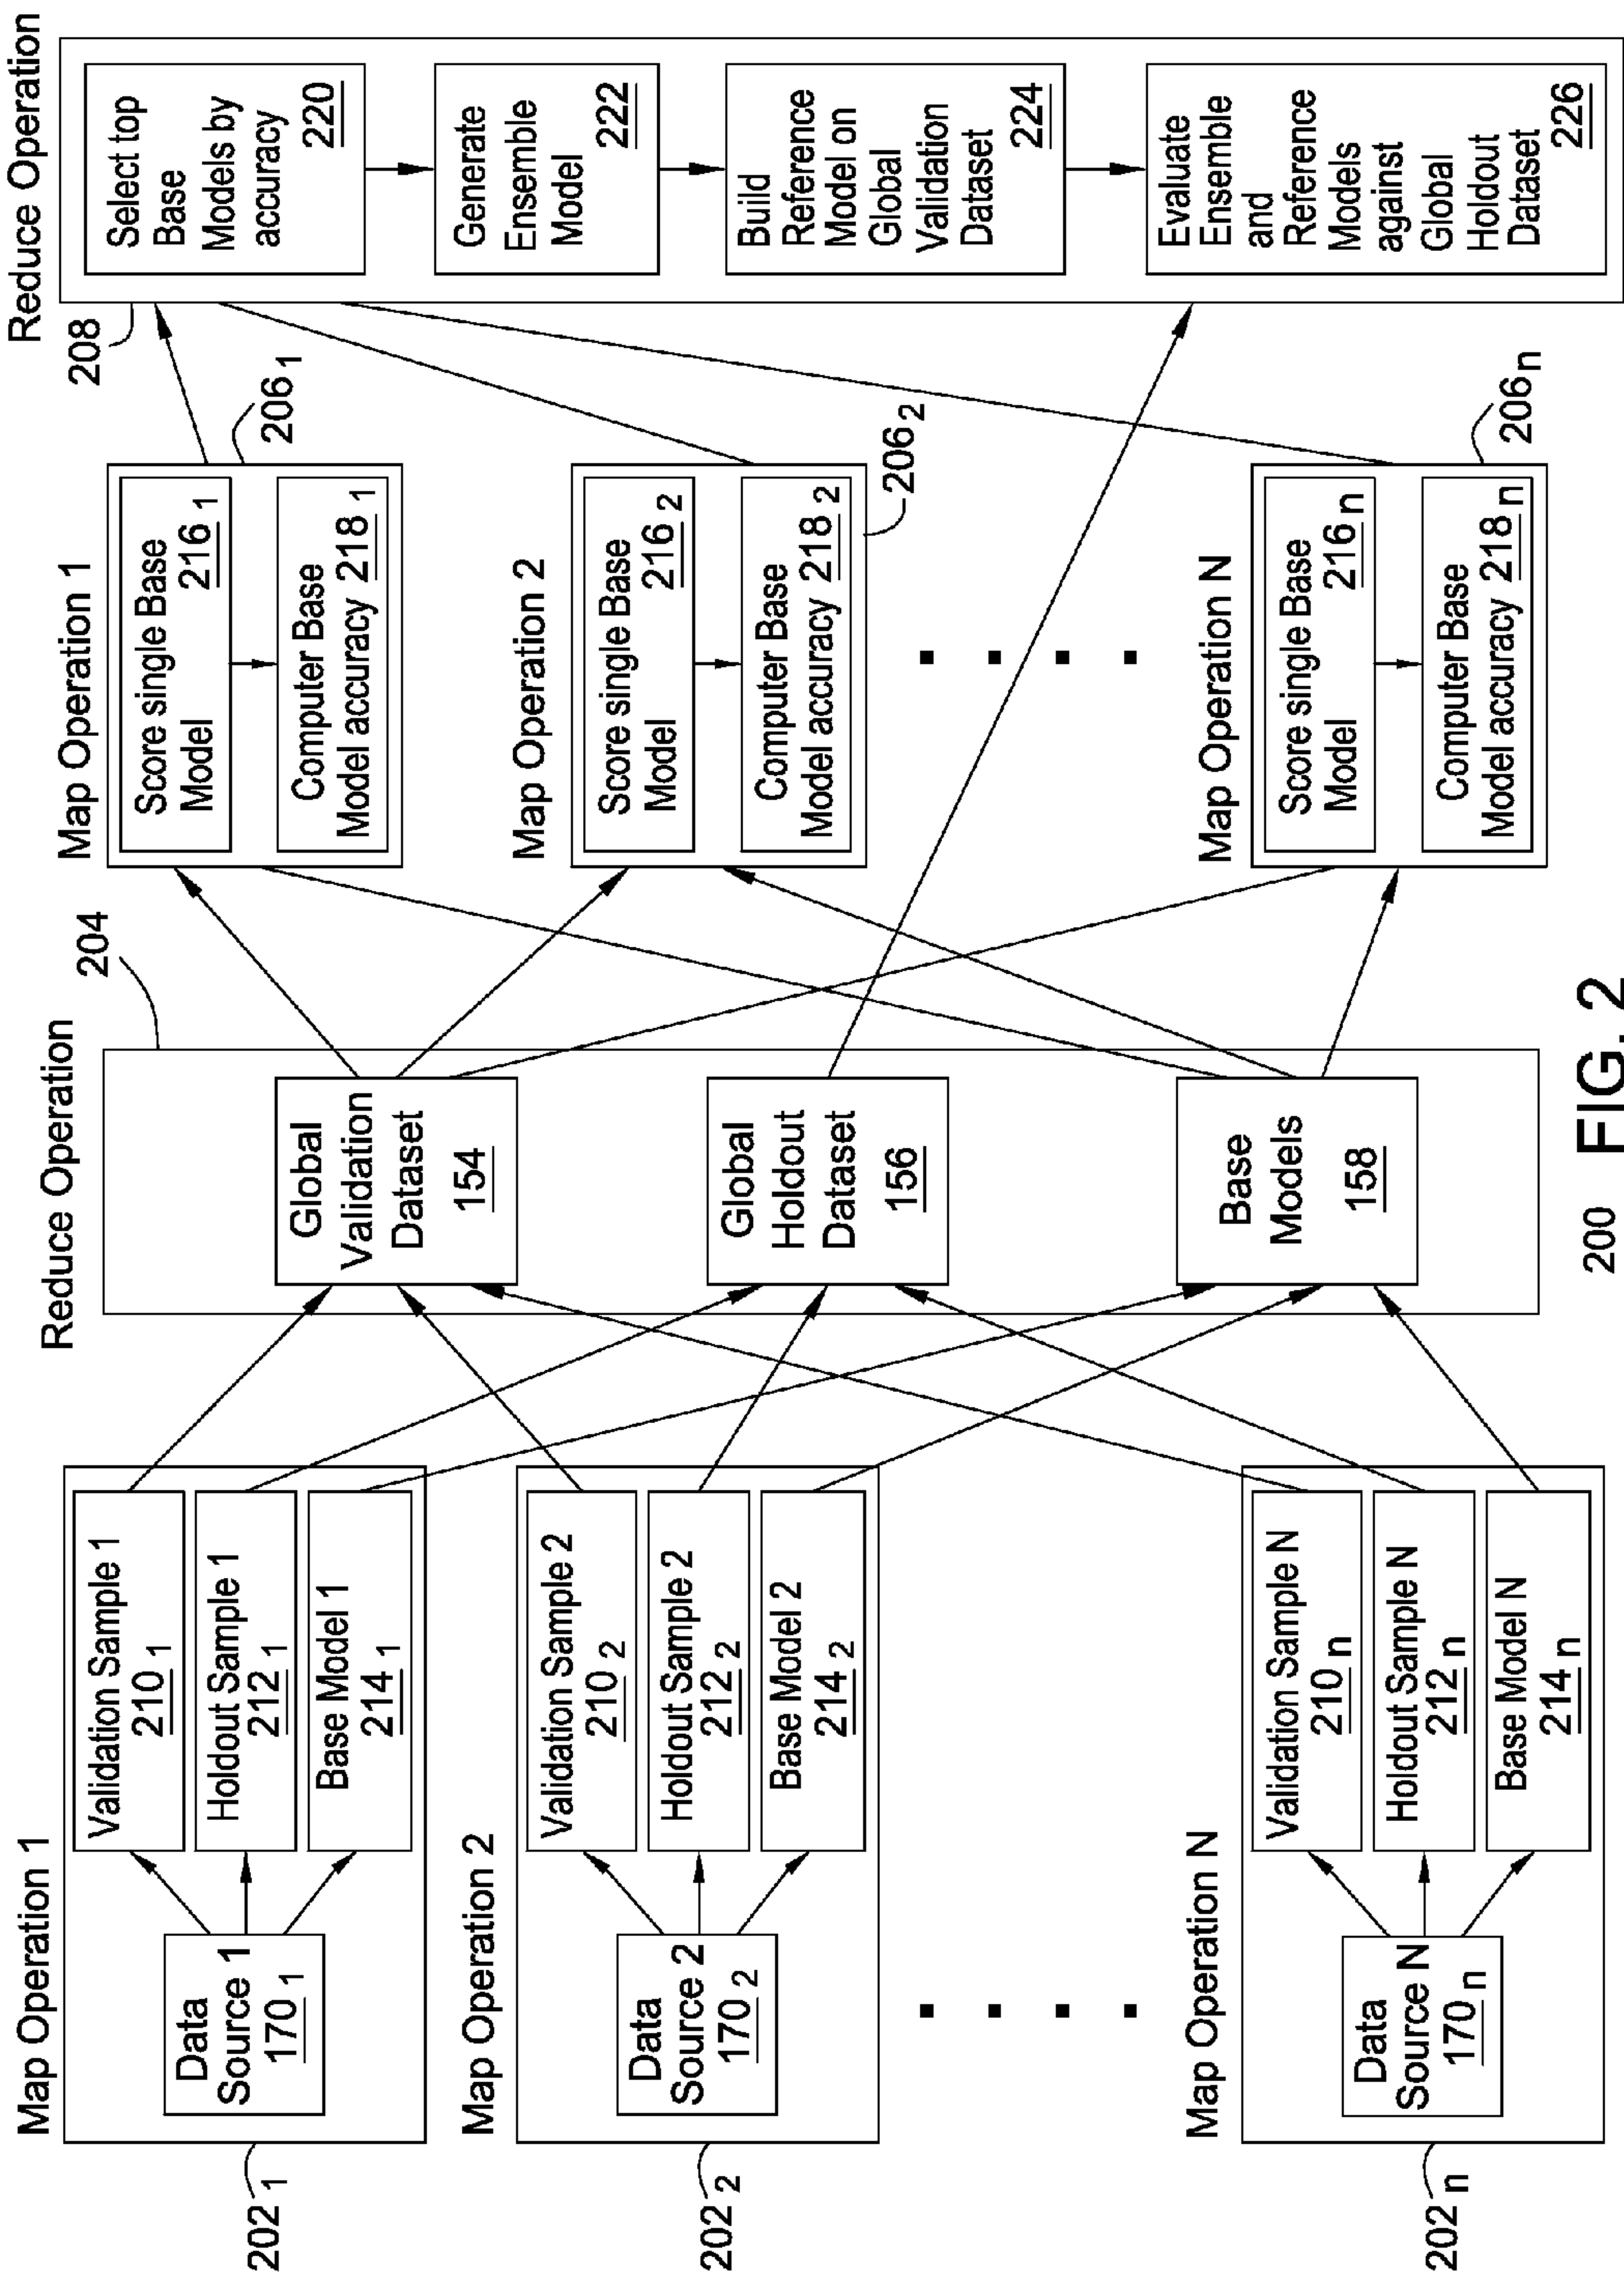 Map Operation 1
Data
Source 1
170 1
Validation Sample 1
210 1
Holdout Sample 1
212 1
Base Model 1
214 1
202 1
Map Operation 2
Data
Source 2
170 2
Validation Sample 2
210 2
Holdout Sample 2
212 2
Base Model 2
214 2
202 2
Map Operation N
Data
Source N
170 n
Validation Sample N
210 n
Holdout Sample N
212 n
Base Model N
214 n
202 n
Reduce Operation
204
Global
Validation
Dataset
154
Global
Holdout
Dataset
156
Base
Models
158
Map Operation 1
Score single Base
Model 216 1
Computer Base
Model accuracy 218 1
206 1
Map Operation 2
Score single Base
Model 216 2
Computer Base
Model accuracy 218 2
206 2
Map Operation N
Score single Base
Model 216 n
Computer Base
Model accuracy 218 n
206 n
Reduce Operation
208
Select top
Base
Models by
accuracy
220
Generate
Ensemble
Model
222
Build
Reference
Model on
Global
Validation
Dataset
224
Evaluate
Ensemble
and
Reference
Models
against
Global
Holdout
Dataset
226
200 FIG. 2